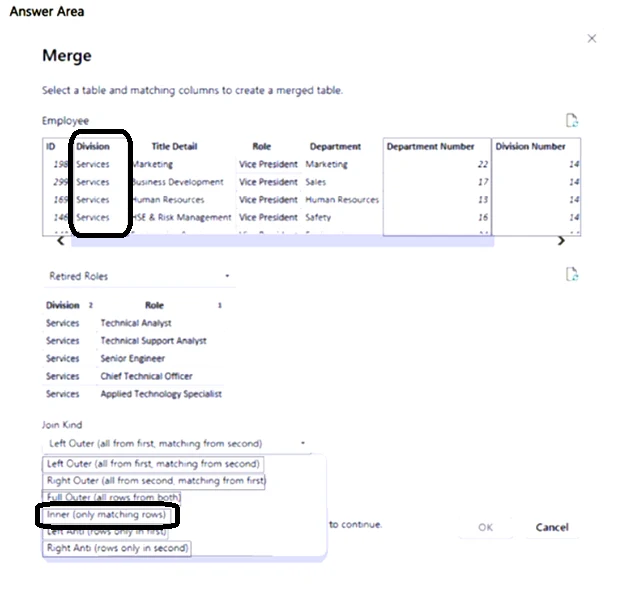 Answer Area
Merge
Select a table and matching columns to create a merged table.
Employee
ID Division Title Detail Role Department Department Number Division Number
198 Services Marketing Vice President Marketing 22 14
299 Services Business Development Vice President Sales 17 14
169 Services Human Resources Vice President Human Resources 13 14
146 Services HSE & Risk Management Vice President Safety 16 14
Retired Roles
Division 2 Role 1
Services Technical Analyst
Services Technical Support Analyst
Services Senior Engineer
Services Chief Technical Officer
Services Applied Technology Specialist
Join Kind
Left Outer (all from first, matching from second)
Left Outer (all from first, matching from second)
Right Outer (all from second, matching from first)
Full Outer (all rows from both)
Inner (only matching rows)
to continue. OK Cancel
Left Anti (rows only in first)
Right Anti (rows only in second)